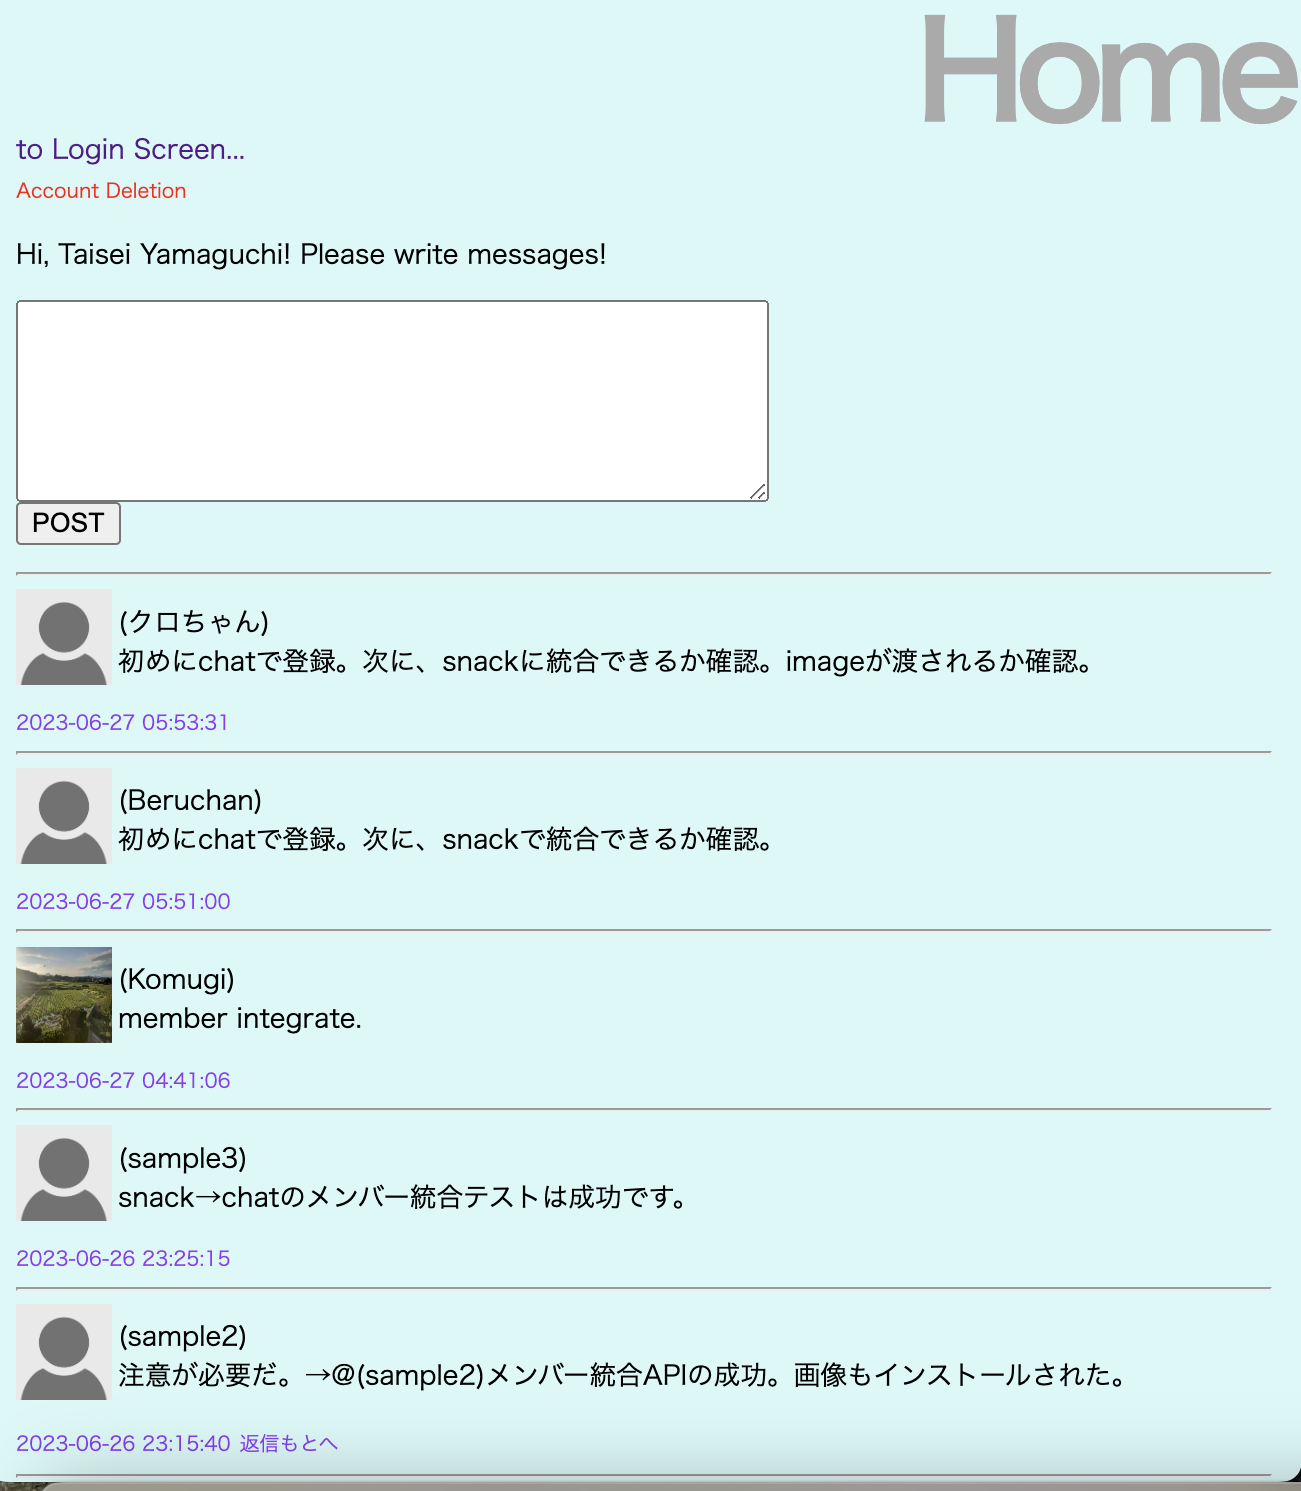 Home
to Login Screen...
Account Deletion
Hi, Taisei Yamaguchi! Please write messages!
POST
(クロちゃん)
初めにchatで登録。次に、snackに統合できるか確認。imageが渡されるか確認。
2023-06-27 05:53:31
(Beruchan)
初めにchatで登録。次に、snackで統合できるか確認。
2023-06-27 05:51:00
(Komugi)
member integrate.
2023-06-27 04:41:06
(sample3)
snack→chatのメンバー統合テストは成功です。
2023-06-26 23:25:15
(sample2)
注意が必要だ。→@(sample2)メンバー統合APIの成功。画像もインストールされた。
2023-06-26 23:15:40 返信もとへ